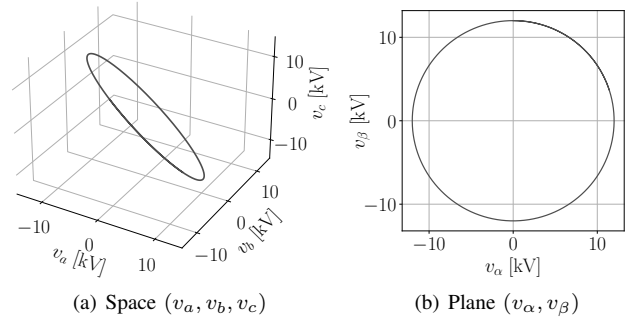 10
0
−10
v_c [kV]
−10
0
10
v_a [kV]
−10
0
10
v_b [kV]
(a) Space (v_a, v_b, v_c)
10
0
−10
v_β [kV]
−10
0
10
v_α [kV]
(b) Plane (v_α, v_β)